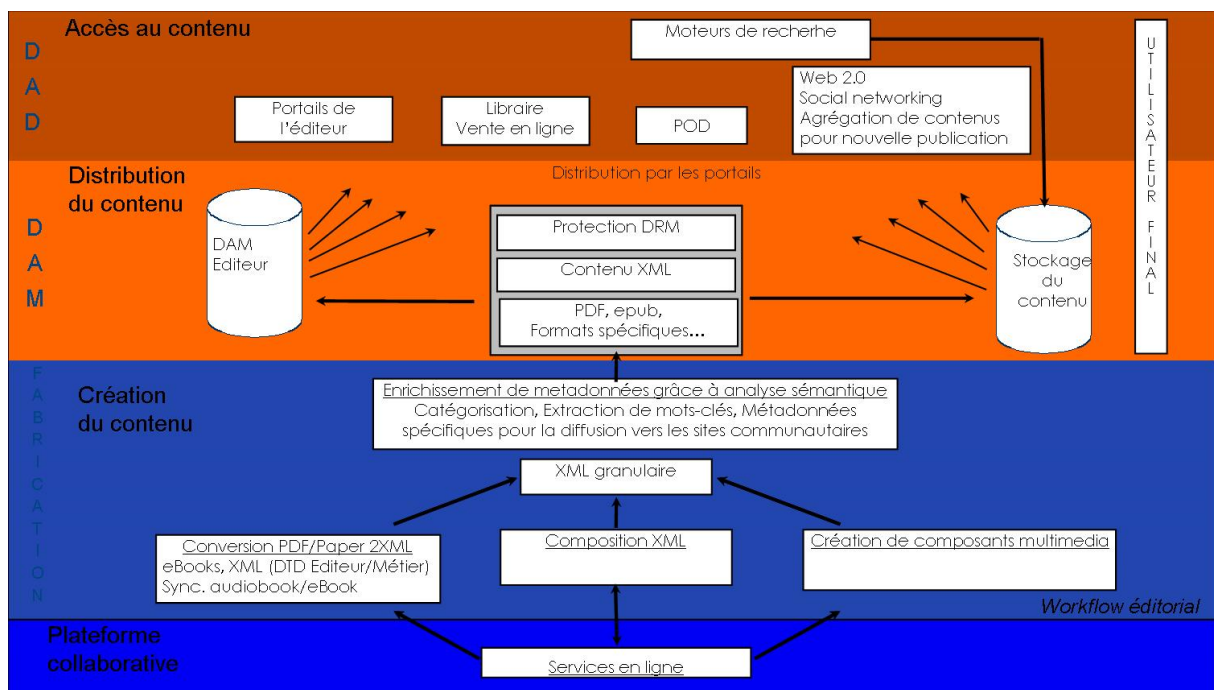 Accès au contenu
DAD
Moteurs de recherhe
Portails de
l'éditeur
Libraire
Vente en ligne
POD
Web 2.0
Social networking
Agrégation de contenus
pour nouvelle publication
UTILISATEUR FINAL
Distribution
du contenu
DAM
Distribution par les portails
DAM
Editeur
Protection DRM
Contenu XML
PDF, epub,
Formats spécifiques...
Stockage
du
contenu
FABRICATION
Création
du contenu
Enrichissement de metadonnées grâce à analyse sémantique
Catégorisation, Extraction de mots-clés, Métadonnées
spécifiques pour la diffusion vers les sites communautaires
XML granulaire
Conversion PDF/Paper 2XML
eBooks, XML (DTD Editeur/Métier)
Sync. audiobook/eBook
Composition XML
Création de composants multimedia
Workflow éditorial
Plateforme
collaborative
Services en ligne